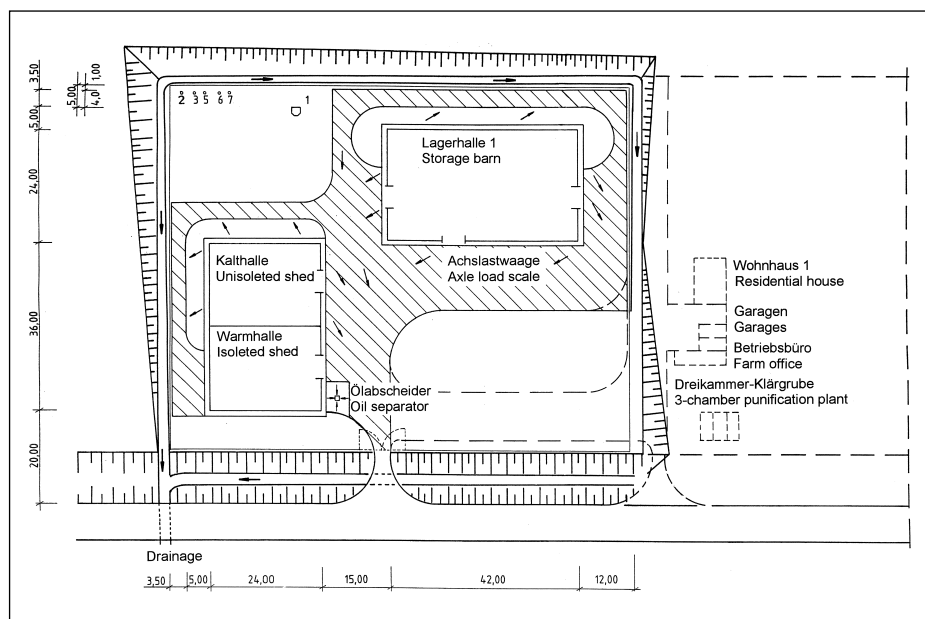 3,50
1,00
5,00
4,0
5,00
24,00
36,00
20,00
2 3 5 6 7
1
Lagerhalle 1
Storage barn
Kalthalle
Unisoleted shed
Warmhalle
Isoleted shed
Achslastwaage
Axle load scale
Ölabscheider
Oil separator
Wohnhaus 1
Residential house
Garagen
Garages
Betriebsbüro
Farm office
Dreikammer-Klärgrube
3-chamber punification plant
Drainage
3,50 5,00 24,00 15,00 42,00 12,00